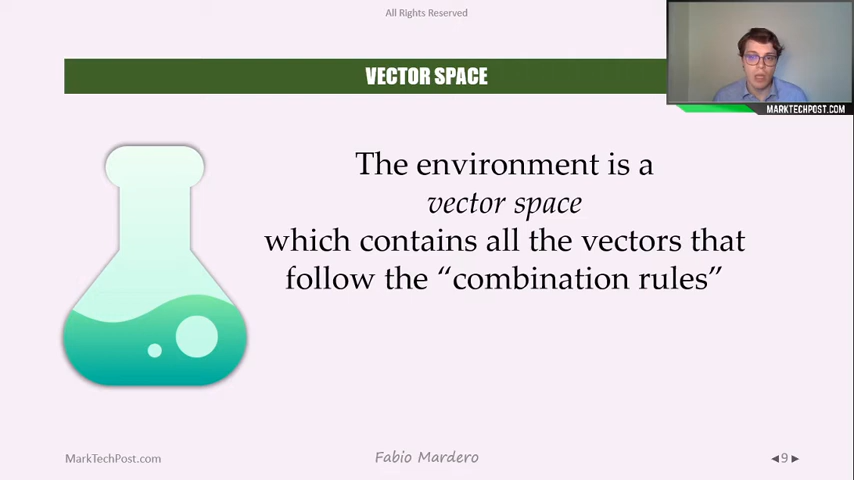 All Rights Reserved
VECTOR SPACE
MARKTECHPOST.COM
The environment is a
vector space
which contains all the vectors that
follow the “combination rules”
MarkTechPost.com
Fabio Mardero
9